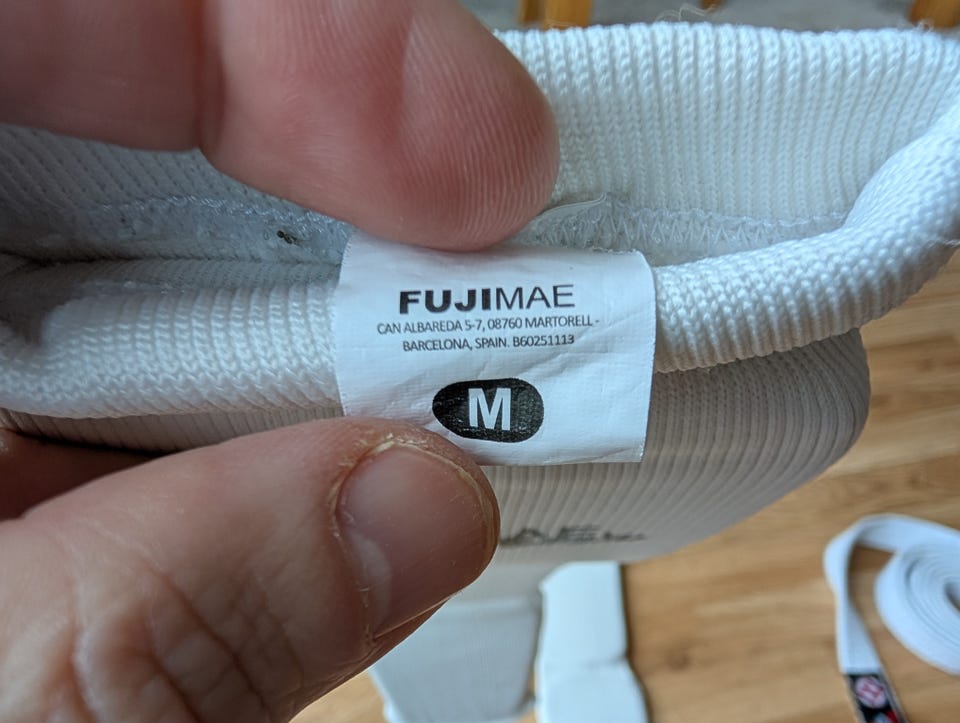 FUJIMAE
CAN ALBAREDA 5-7, 08760 MARTORELL -
BARCELONA, SPAIN. B60251113
M